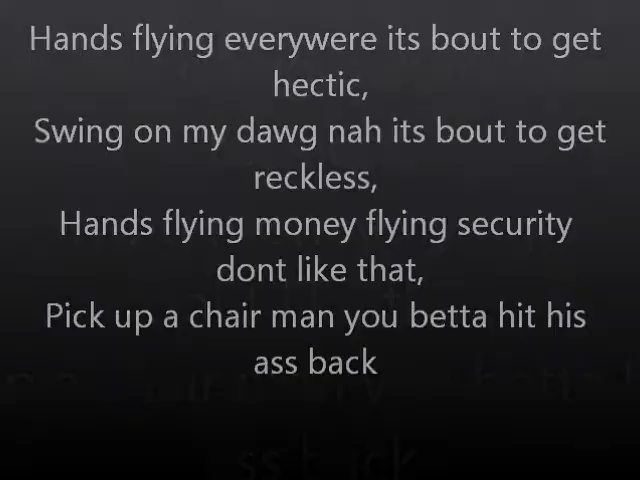 Hands flying everywere its bout to get
hectic,
Swing on my dawg nah its bout to get
reckless,
Hands flying money flying security
dont like that,
Pick up a chair man you betta hit his
ass back